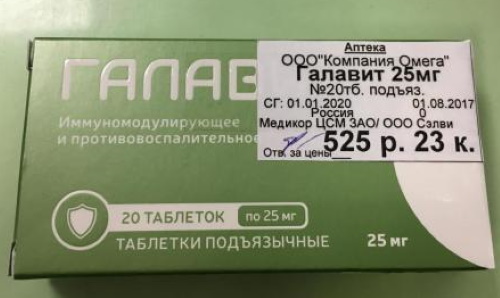 ГАЛАВ
Иммуномодулирующее
и противовоспалительное
Аптека
ООО"Компания Омега"
Галавит 25мг
№20тб. подъяз.
СГ: 01.01.2020 01.08.2017
Россия 0
Медикор ЦСМ ЗАО/ ООО Сэлви
525 р. 23 к.
Отв. за цены
20 ТАБЛЕТОК по 25 мг
ТАБЛЕТКИ ПОДЪЯЗЫЧНЫЕ 25 мг